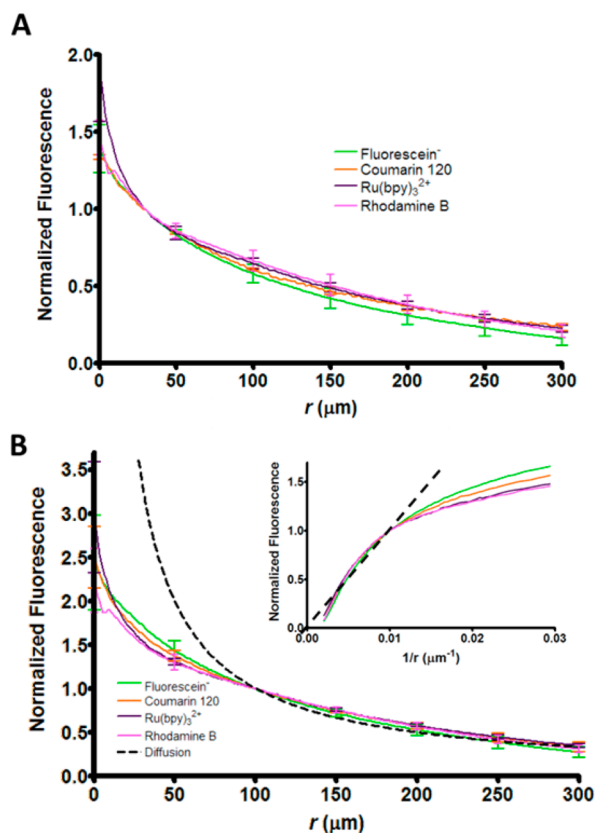 A
Normalized Fluorescence
2.0
1.5
1.0
0.5
0.0
Fluorescein⁻
Coumarin 120
Ru(bpy)₃²⁺
Rhodamine B
0 50 100 150 200 250 300
r (μm)
B
Normalized Fluorescence
3.5
3.0
2.5
2.0
1.5
1.0
0.5
0.0
Fluorescein⁻
Coumarin 120
Ru(bpy)₃²⁺
Rhodamine B
Diffusion
0 50 100 150 200 250 300
r (μm)
Normalized Fluorescence
1.5
1.0
0.5
0.0
0.00 0.01 0.02 0.03
1/r (μm⁻¹)